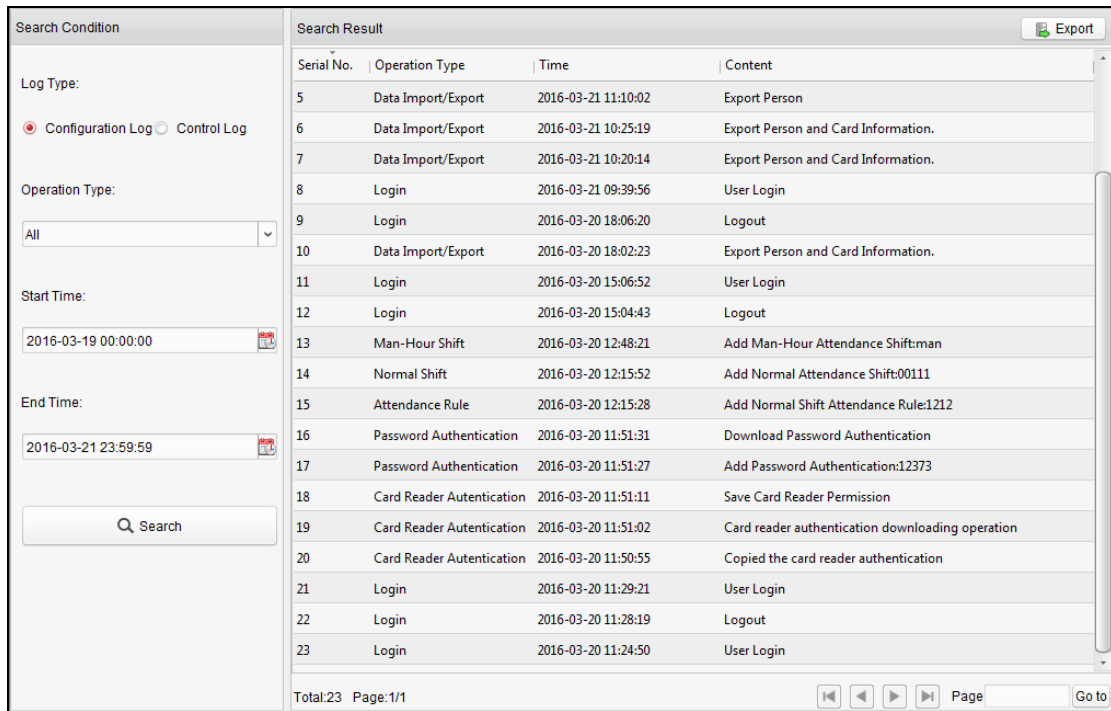 Search Condition
Log Type:
Configuration Log Control Log
Operation Type:
All
Start Time:
2016-03-19 00:00:00
End Time:
2016-03-21 23:59:59
Search
Search Result Export
Serial No. Operation Type Time Content
5 Data Import/Export 2016-03-21 11:10:02 Export Person
6 Data Import/Export 2016-03-21 10:25:19 Export Person and Card Information.
7 Data Import/Export 2016-03-21 10:20:14 Export Person and Card Information.
8 Login 2016-03-21 09:39:56 User Login
9 Login 2016-03-20 18:06:20 Logout
10 Data Import/Export 2016-03-20 18:02:23 Export Person and Card Information.
11 Login 2016-03-20 15:06:52 User Login
12 Login 2016-03-20 15:04:43 Logout
13 Man-Hour Shift 2016-03-20 12:48:21 Add Man-Hour Attendance Shift:man
14 Normal Shift 2016-03-20 12:15:52 Add Normal Attendance Shift:00111
15 Attendance Rule 2016-03-20 12:15:28 Add Normal Shift Attendance Rule:1212
16 Password Authentication 2016-03-20 11:51:31 Download Password Authentication
17 Password Authentication 2016-03-20 11:51:27 Add Password Authentication:12373
18 Card Reader Autentication 2016-03-20 11:51:11 Save Card Reader Permission
19 Card Reader Autentication 2016-03-20 11:51:02 Card reader authentication downloading operation
20 Card Reader Autentication 2016-03-20 11:50:55 Copied the card reader authentication
21 Login 2016-03-20 11:29:21 User Login
22 Login 2016-03-20 11:28:19 Logout
23 Login 2016-03-20 11:24:50 User Login
Total:23 Page:1/1 Page Go to